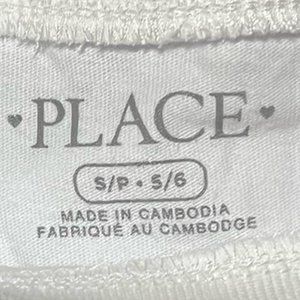 ♥PLACE♥
S/P • 5/6
MADE IN CAMBODIA
FABRIQUÉ AU CAMBODGE